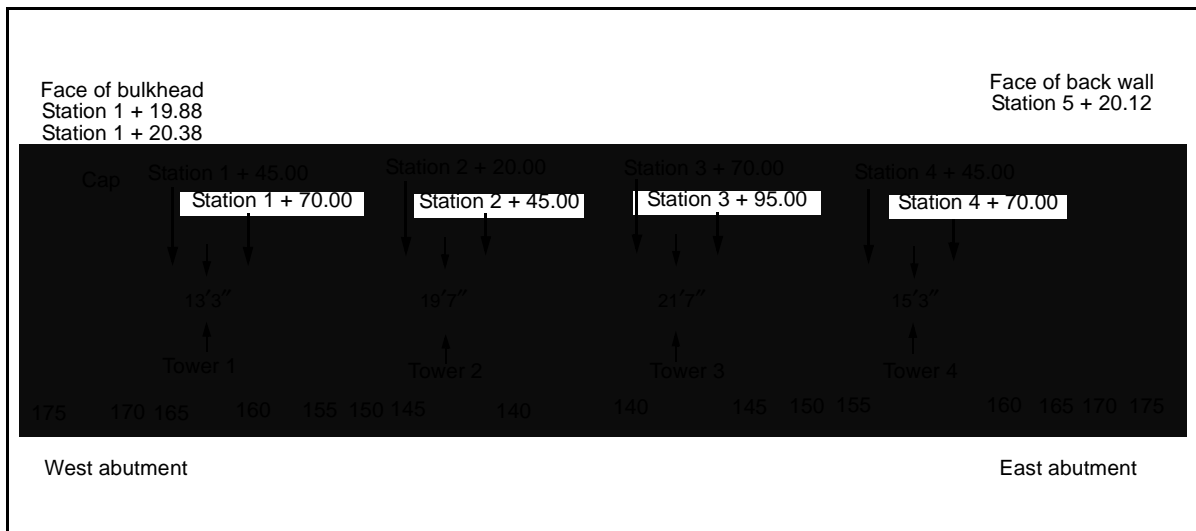 Face of bulkhead
Station 1 + 19.88
Station 1 + 20.38
Face of back wall
Station 5 + 20.12
Cap
Station 1 + 45.00
Station 2 + 20.00
Station 3 + 70.00
Station 4 + 45.00
Station 1 + 70.00
Station 2 + 45.00
Station 3 + 95.00
Station 4 + 70.00
13′3″
19′7″
21′7″
15′3″
Tower 1
Tower 2
Tower 3
Tower 4
175 170 165 160 155 150 145 140 140 145 150 155 160 165 170 175
West abutment
East abutment